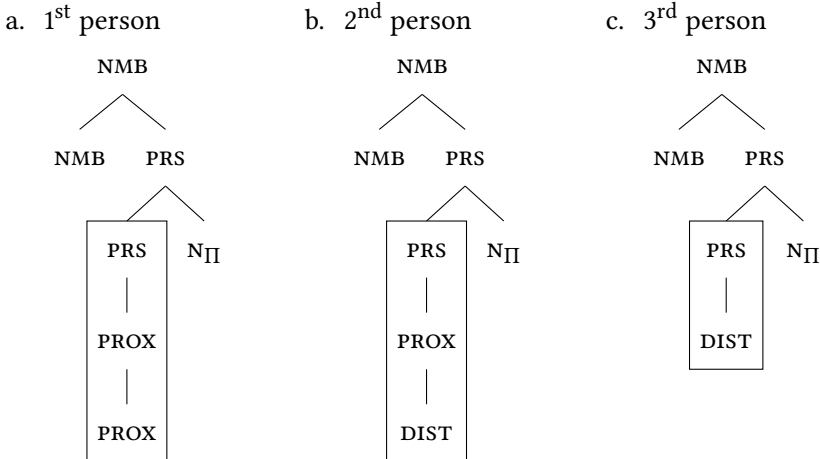 a. 1st person b. 2nd person c. 3rd person
NMB NMB NMB
NMB PRS NMB PRS NMB PRS
PRS NΠ PRS NΠ PRS NΠ
PROX PROX DIST
PROX DIST